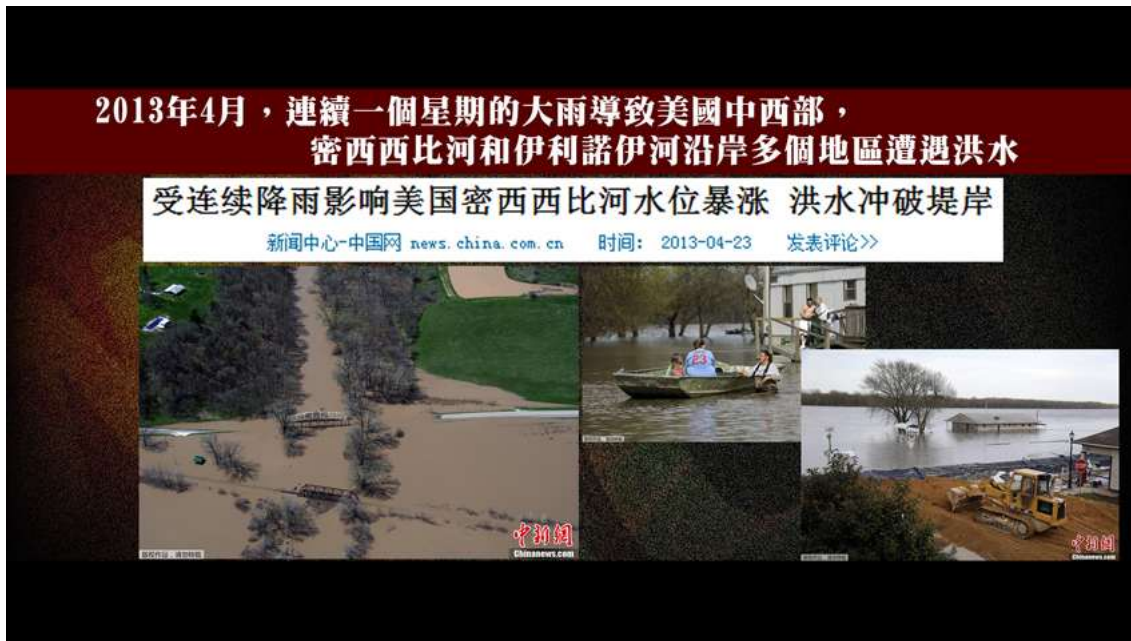 2013年4月，連續一個星期的大雨導致美國中西部，
密西西比河和伊利諾伊河沿岸多個地區遭遇洪水
受连续降雨影响美国密西西比河水位暴涨 洪水冲破堤岸
新闻中心-中国网 news.china.com.cn 时间： 2013-04-23 发表评论>>
23
中新网
Chinanews.com
中新网
Chinanews.com